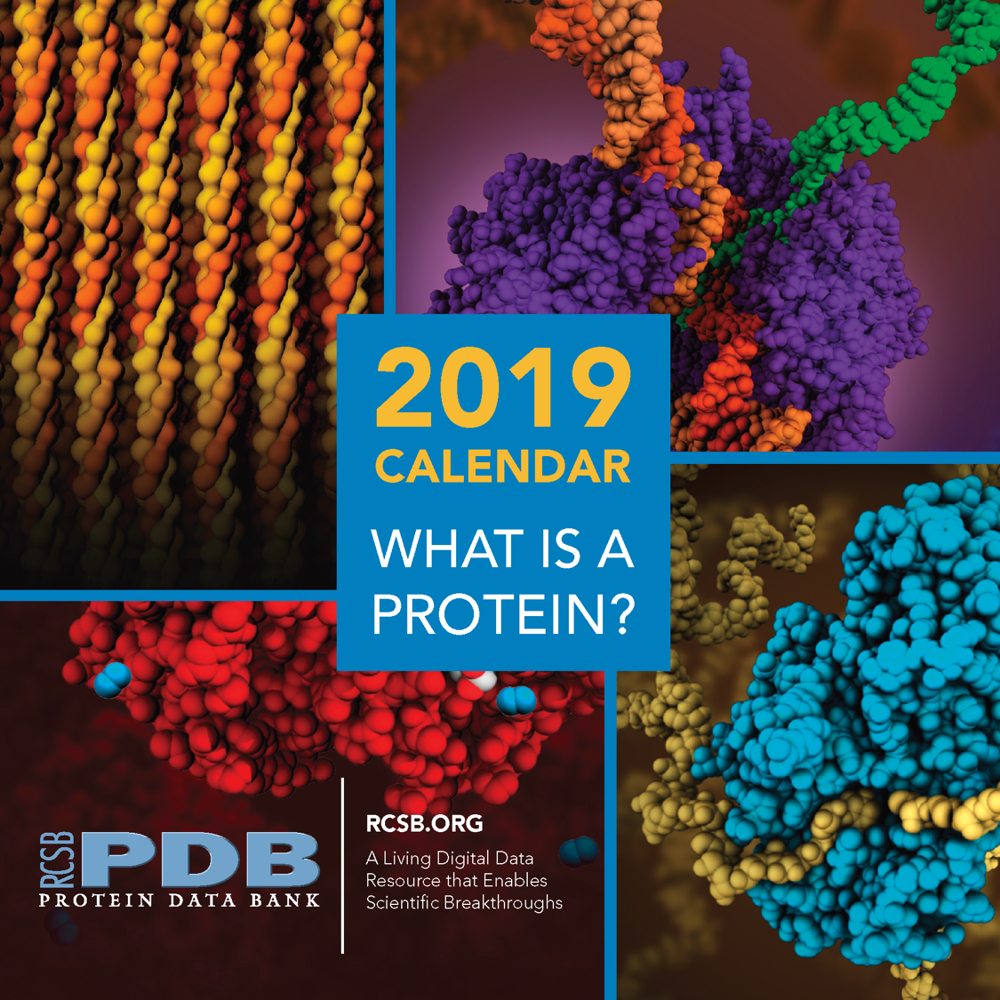 2019
CALENDAR
WHAT IS A
PROTEIN?
RCSB
PDB
PROTEIN DATA BANK
RCSB.ORG
A Living Digital Data
Resource that Enables
Scientific Breakthroughs